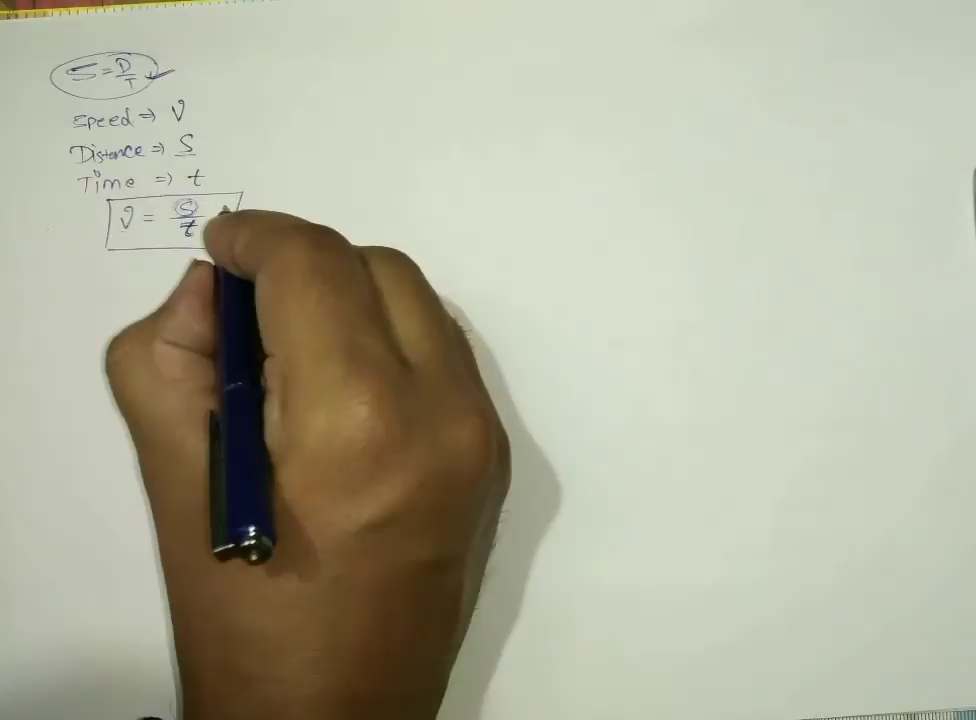 S = D/T ✓
Speed => V
Distance => S
Time => t
V = S/t